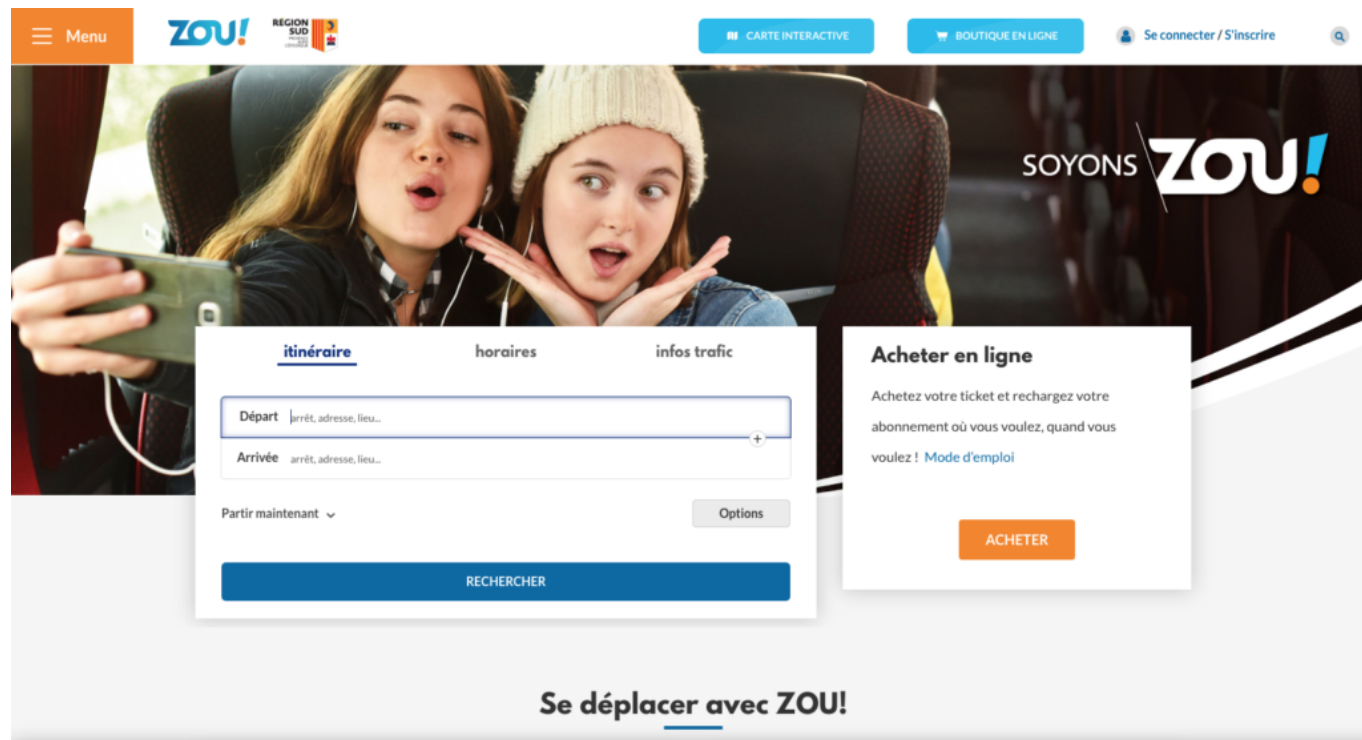 Menu
ZOU!
RÉGION
SUD
CARTE INTERACTIVE
BOUTIQUE EN LIGNE
Se connecter / S'inscrire
SOYONS ZOU!
itinéraire
horaires
infos trafic
Départ arrêt, adresse, lieu...
Arrivée arrêt, adresse, lieu...
Partir maintenant
Options
RECHERCHER
Acheter en ligne
Achetez votre ticket et rechargez votre
abonnement où vous voulez, quand vous
voulez ! Mode d'emploi
ACHETER
Se déplacer avec ZOU!